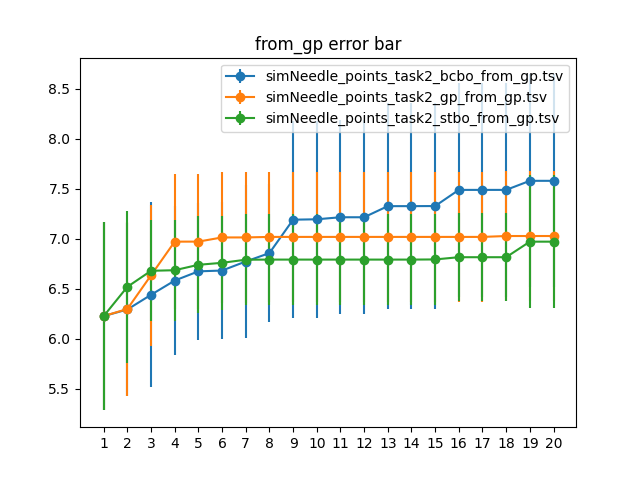 from_gp error bar
simNeedle_points_task2_bcbo_from_gp.tsv
simNeedle_points_task2_gp_from_gp.tsv
simNeedle_points_task2_stbo_from_gp.tsv
8.5
8.0
7.5
7.0
6.5
6.0
5.5
1 2 3 4 5 6 7 8 9 10 11 12 13 14 15 16 17 18 19 20